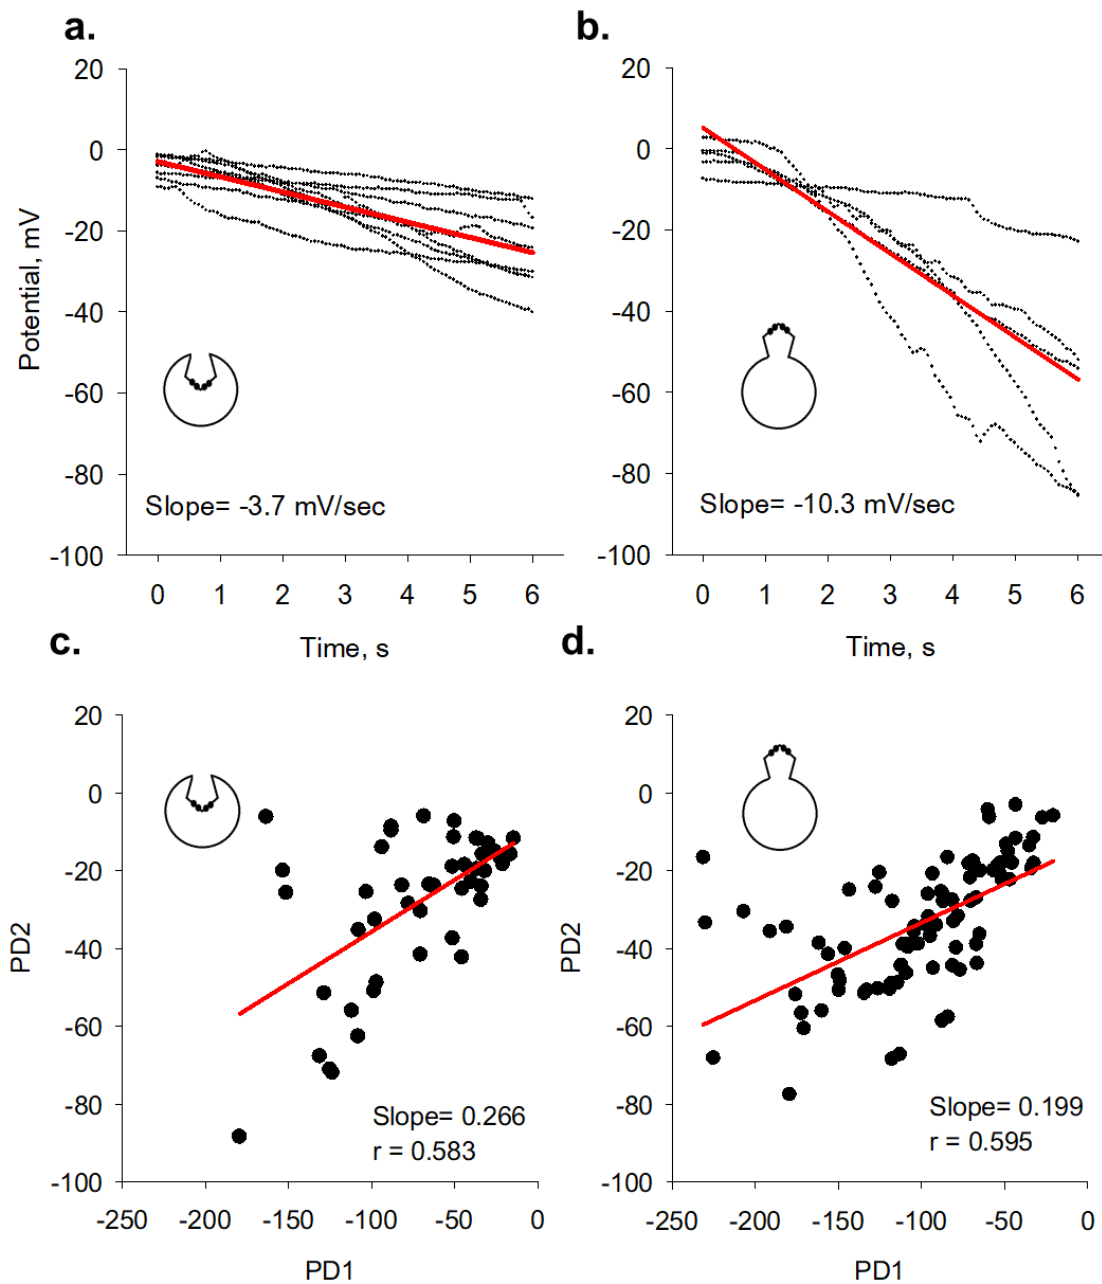 a.
20
0
-20
-40
-60
-80
-100
Potential, mV
Slope= -3.7 mV/sec
0 1 2 3 4 5 6
Time, s
b.
20
0
-20
-40
-60
-80
-100
Slope= -10.3 mV/sec
0 1 2 3 4 5 6
Time, s
c.
20
0
-20
-40
-60
-80
-100
PD2
Slope= 0.266
r = 0.583
-250 -200 -150 -100 -50 0
PD1
d.
20
0
-20
-40
-60
-80
-100
PD2
Slope= 0.199
r = 0.595
-250 -200 -150 -100 -50 0
PD1